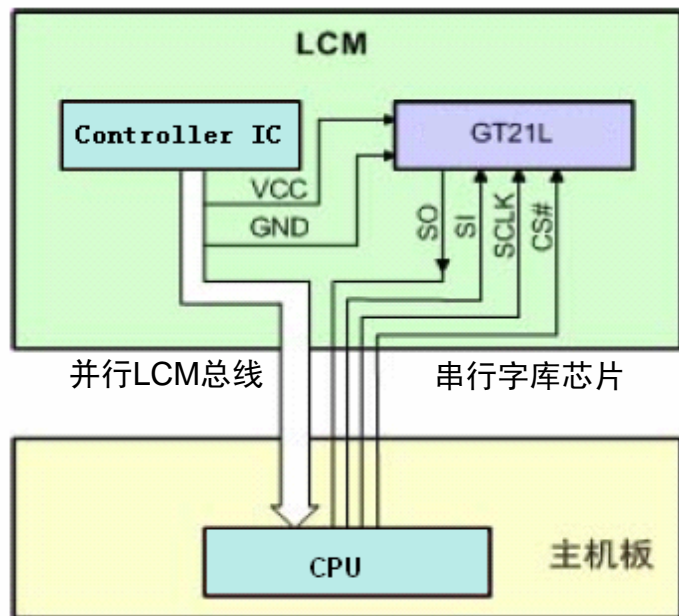 LCM
Controller IC
GT21L
VCC
GND
SO
SI
SCLK
CS#
并行LCM总线
串行字库芯片
CPU
主机板